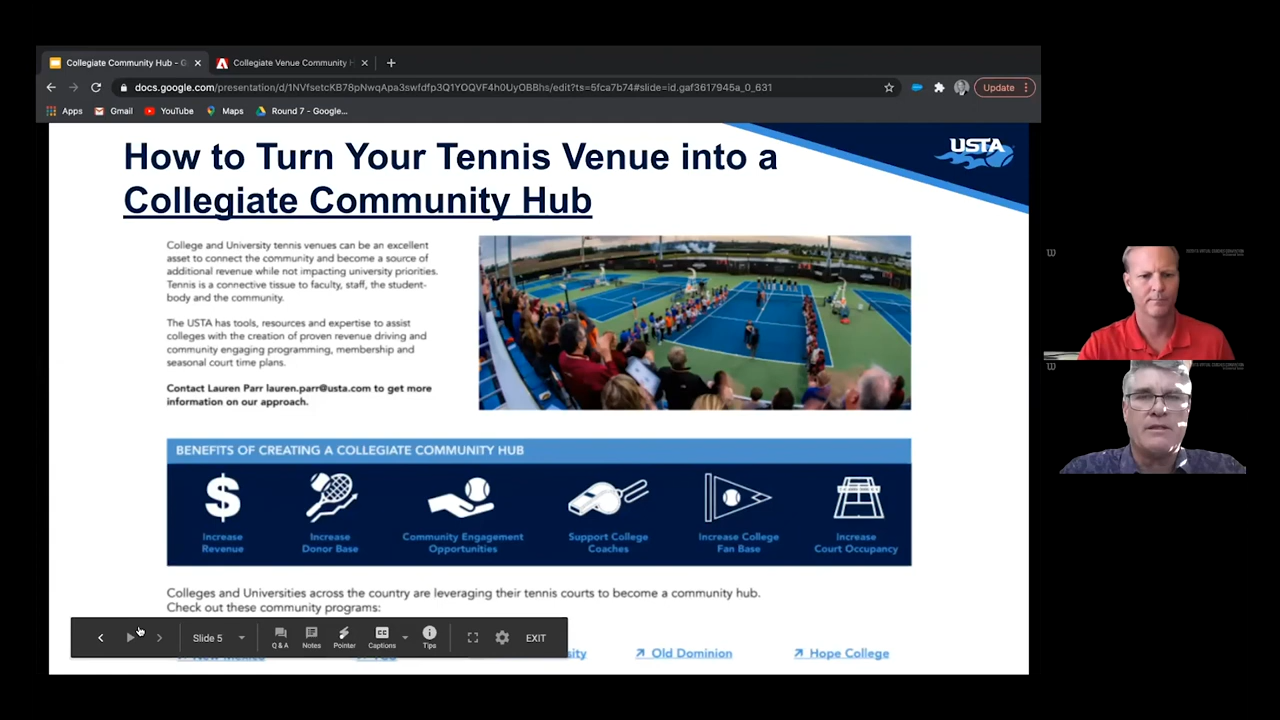 Collegiate Community Hub - G
Collegiate Venue Community H
docs.google.com/presentation/d/1NVfsetcKB78pNwqApa3swfdfp3Q1YOQVF4h0UyOBBhs/edit?ts=5fca7b74#slide=id.gaf3617945a_0_631
Update
Apps
Gmail
YouTube
Maps
Round 7 - Google...
How to Turn Your Tennis Venue into a
Collegiate Community Hub
USTA
College and University tennis venues can be an excellent
asset to connect the community and become a source of
additional revenue while not impacting university priorities.
Tennis is a connective tissue to faculty, staff, the student-
body and the community.
The USTA has tools, resources and expertise to assist
colleges with the creation of proven revenue driving and
community engaging programming, membership and
seasonal court time plans.
Contact Lauren Parr lauren.parr@usta.com to get more
information on our approach.
BENEFITS OF CREATING A COLLEGIATE COMMUNITY HUB
Increase
Revenue
Increase
Donor Base
Community Engagement
Opportunities
Support College
Coaches
Increase College
Fan Base
Increase
Court Occupancy
Colleges and Universities across the country are leveraging their tennis courts to become a community hub.
Check out these community programs:
Slide 5
Q & A
Notes
Pointer
CC
Captions
Tips
EXIT
New Mexico
sity
Old Dominion
Hope College